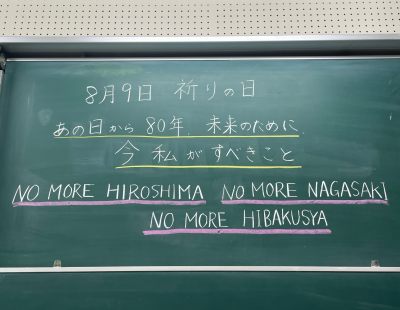 8月9日 祈りの日
あの日から80年、未来のために、
今 私がすべきこと
NO MORE HIROSHIMA NO MORE NAGASAKI
NO MORE HIBAKUSYA